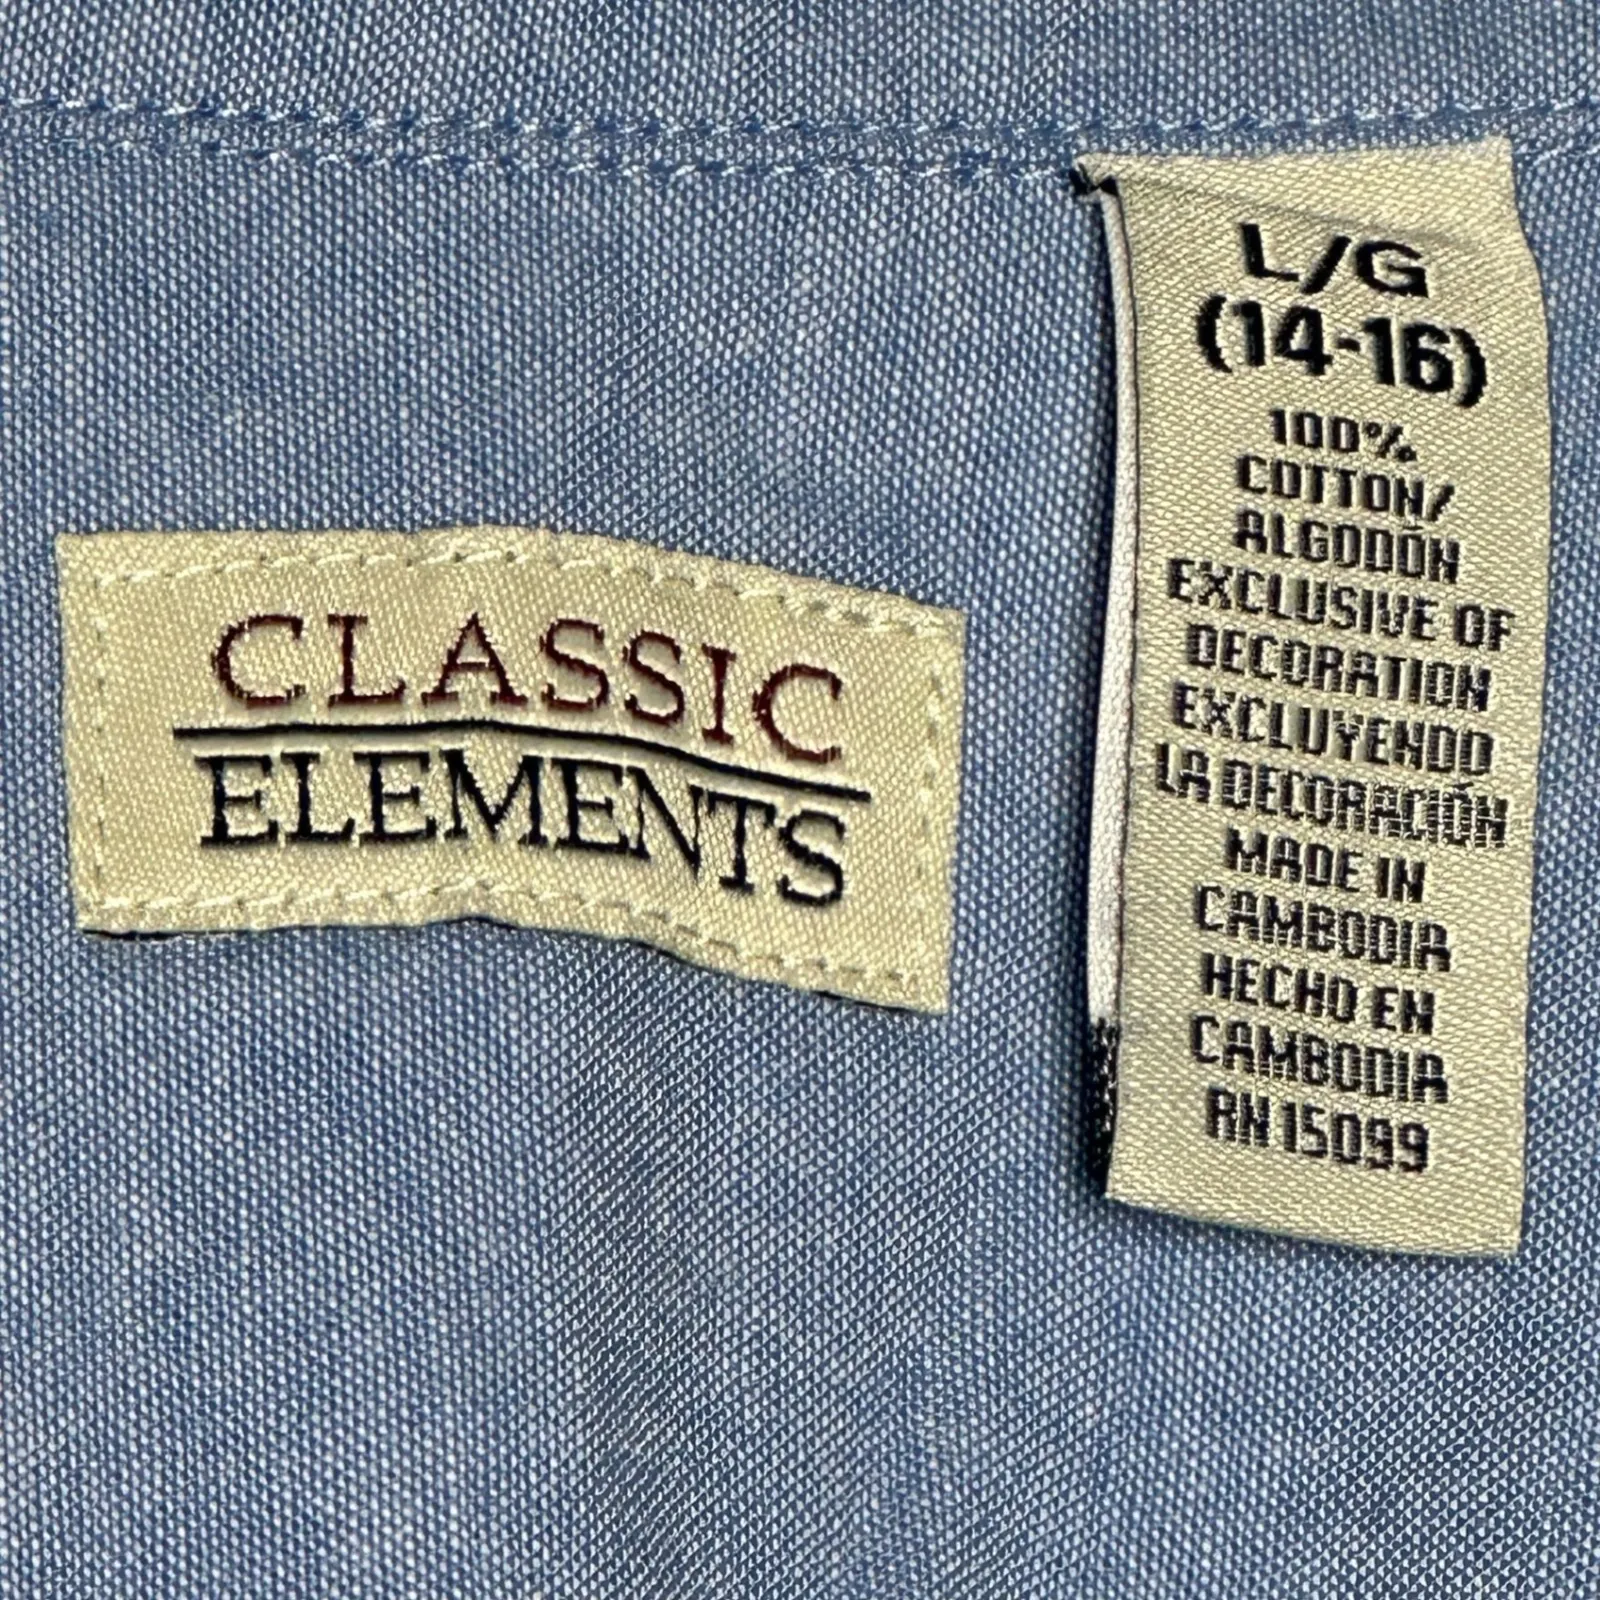 CLASSIC
ELEMENTS
L/G
(14-16)
100%
COTTON/
ALGODÓN
EXCLUSIVE OF
DECORATION
EXCLUYENDO
LA DECORACIÓN
MADE IN
CAMBODIA
HECHO EN
CAMBODIA
RN 15099